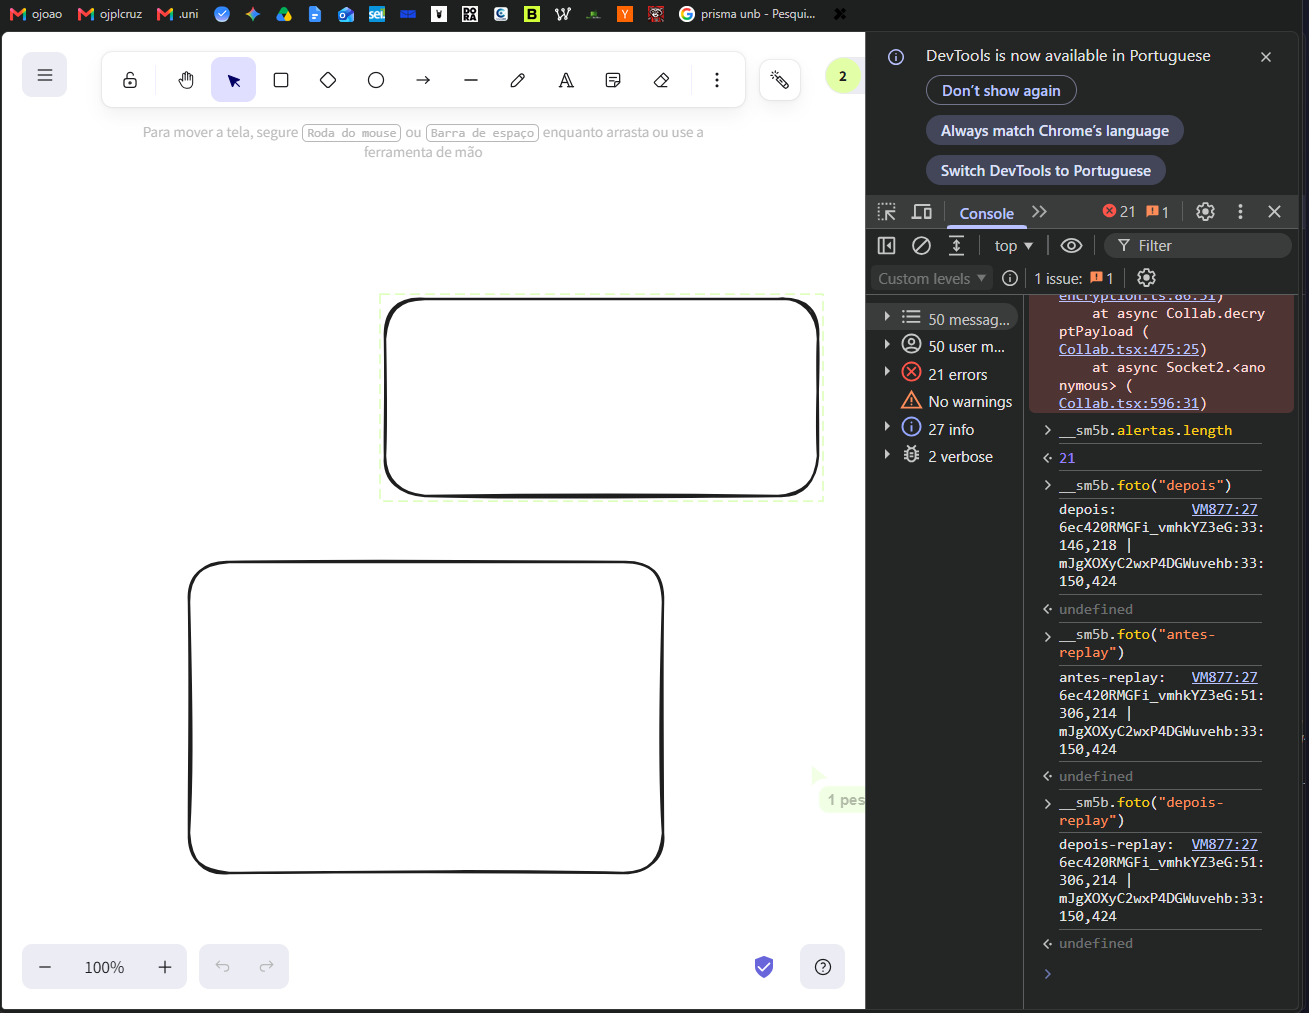 ojoao
ojplcruz
.uni
sei!
DO
RA
B
W
Y
prisma unb - Pesqui...
2
Para mover a tela, segure Roda do mouse ou Barra de espaço enquanto arrasta ou use a
ferramenta de mão
1 pes
100%
DevTools is now available in Portuguese
Don't show again
Always match Chrome's language
Switch DevTools to Portuguese
Console
21
1
top
Filter
Custom levels
1 issue:
1
50 messag...
50 user m...
21 errors
No warnings
27 info
2 verbose
encryption.ts:86:31)
at async Collab.decry
ptPayload (
Collab.tsx:475:25)
at async Socket2.<ano
nymous> (
Collab.tsx:596:31)
__sm5b.alertas.length
21
__sm5b.foto("depois")
depois: VM877:27
6ec420RMGFi_vmhkYZ3eG:33:
146,218 |
mJgXOXyC2wxP4DGWuvehb:33:
150,424
undefined
__sm5b.foto("antes-
replay")
antes-replay: VM877:27
6ec420RMGFi_vmhkYZ3eG:51:
306,214 |
mJgXOXyC2wxP4DGWuvehb:33:
150,424
undefined
__sm5b.foto("depois-
replay")
depois-replay: VM877:27
6ec420RMGFi_vmhkYZ3eG:51:
306,214 |
mJgXOXyC2wxP4DGWuvehb:33:
150,424
undefined